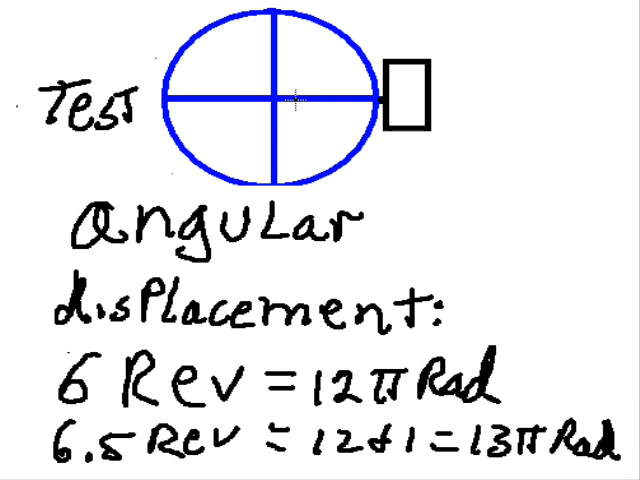 Test
angular
displacement:
6 Rev = 12π Rad
6.5 Rev = 12+1 = 13π Rad